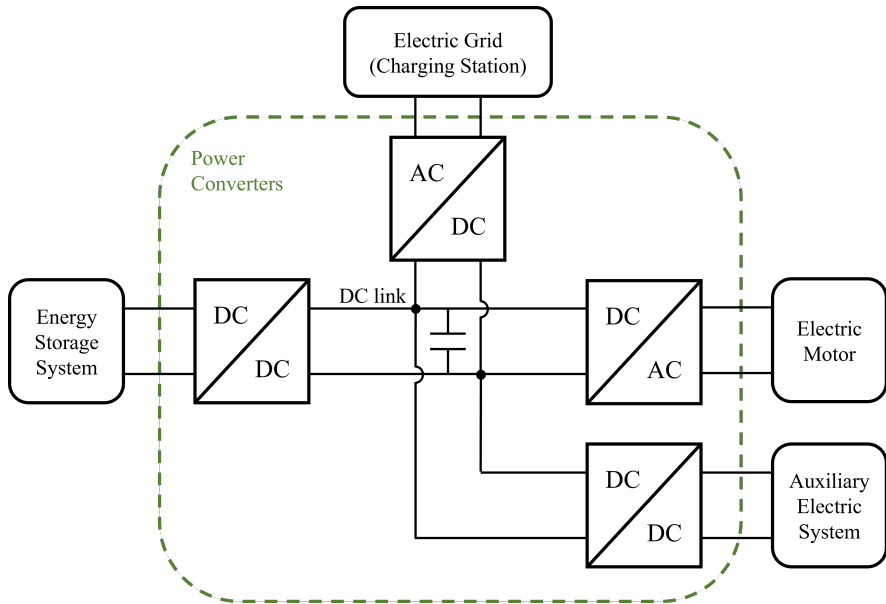 Electric Grid
(Charging Station)
Power
Converters
AC
DC
DC link
Energy
Storage
System
DC
DC
DC
AC
Electric
Motor
DC
DC
Auxiliary
Electric
System